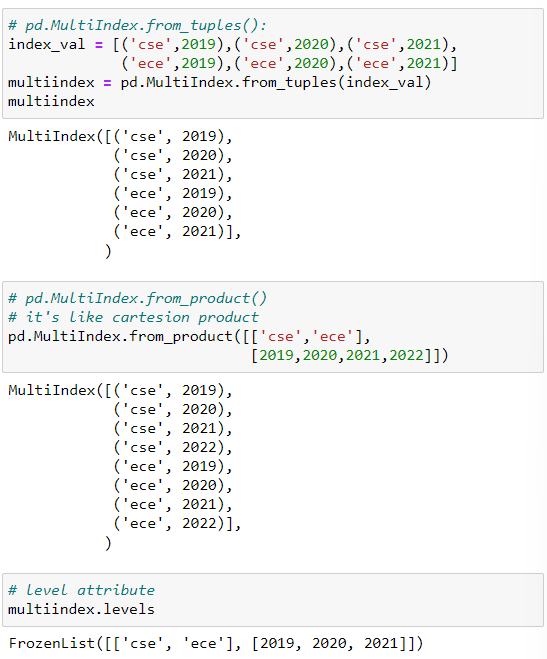 # pd.MultiIndex.from_tuples():
index_val = [('cse',2019),('cse',2020),('cse',2021),
             ('ece',2019),('ece',2020),('ece',2021)]
multiindex = pd.MultiIndex.from_tuples(index_val)
multiindex
MultiIndex([('cse', 2019),
            ('cse', 2020),
            ('cse', 2021),
            ('ece', 2019),
            ('ece', 2020),
            ('ece', 2021)],
           )
# pd.MultiIndex.from_product()
# it's like cartesion product
pd.MultiIndex.from_product([['cse','ece'],
                            [2019,2020,2021,2022]])
MultiIndex([('cse', 2019),
            ('cse', 2020),
            ('cse', 2021),
            ('cse', 2022),
            ('ece', 2019),
            ('ece', 2020),
            ('ece', 2021),
            ('ece', 2022)],
           )
# level attribute
multiindex.levels
FrozenList([['cse', 'ece'], [2019, 2020, 2021]])